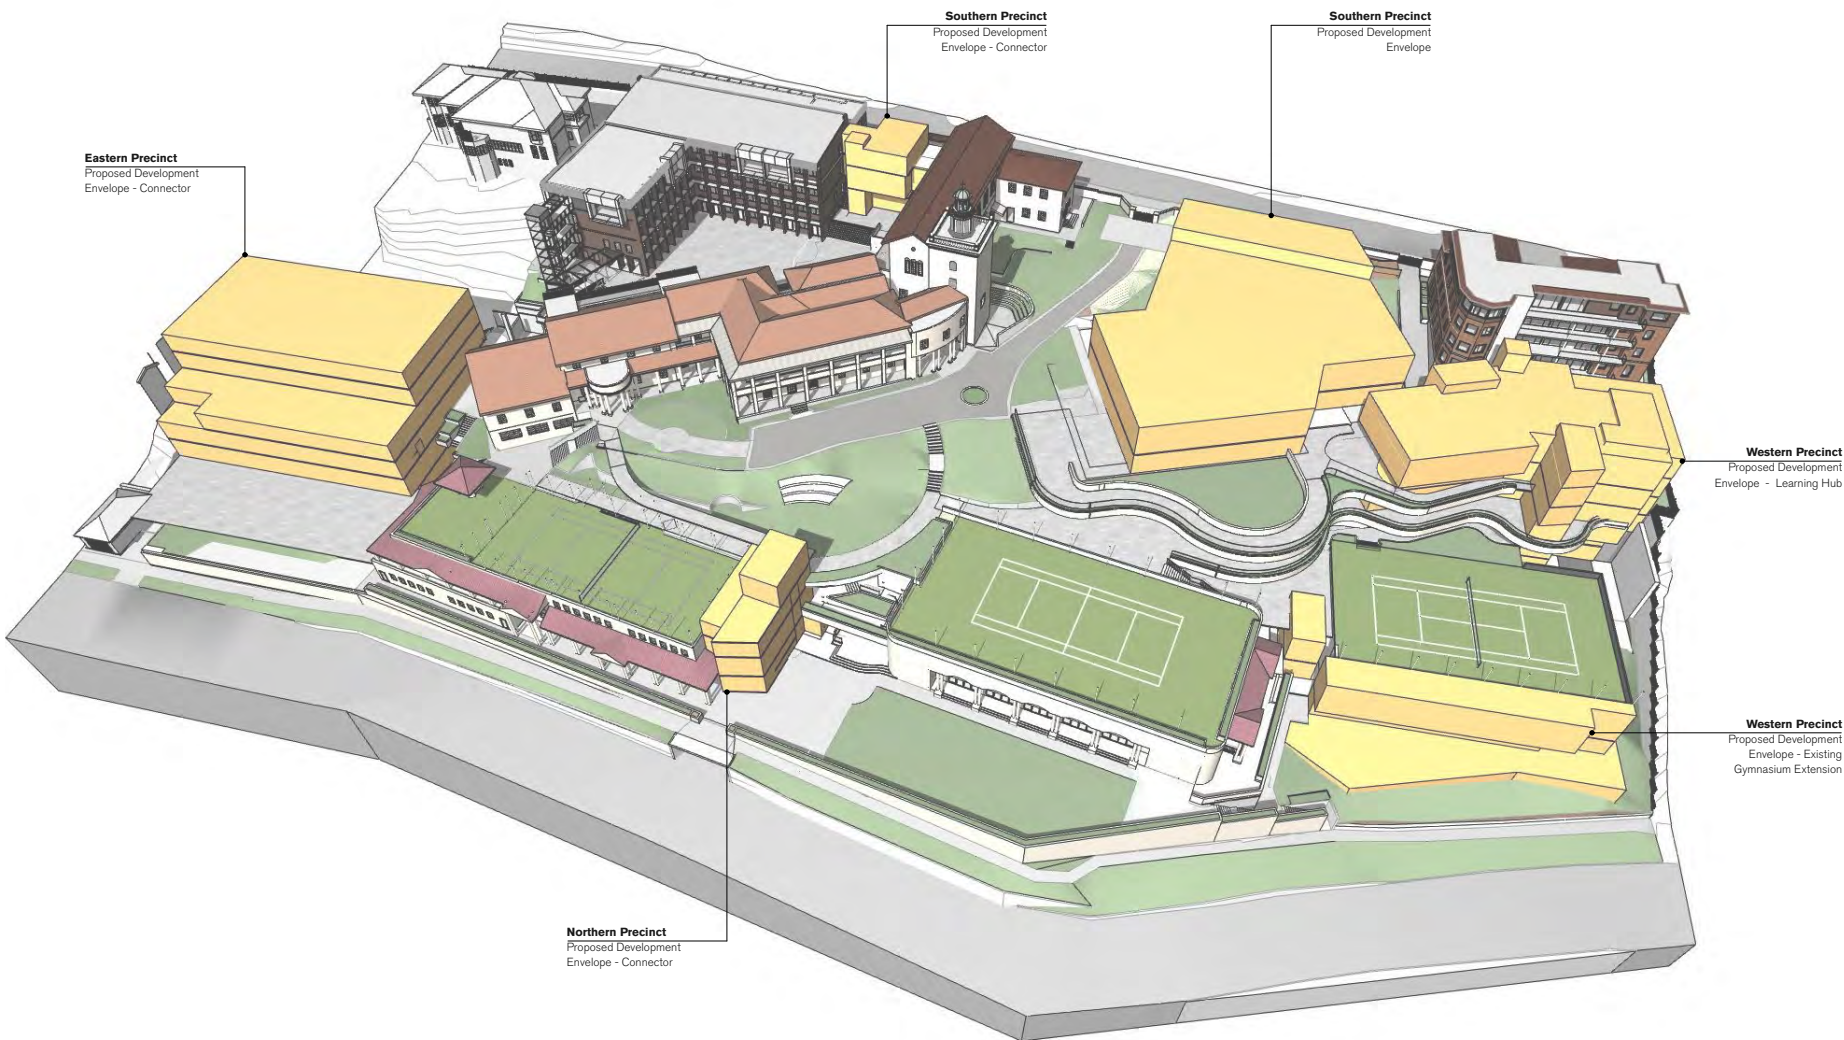 Southern Precinct
Proposed Development
Envelope - Connector
Southern Precinct
Proposed Development
Envelope
Eastern Precinct
Proposed Development
Envelope - Connector
Western Precinct
Proposed Development
Envelope - Learning Hub
Western Precinct
Proposed Development
Envelope - Existing
Gymnasium Extension
Northern Precinct
Proposed Development
Envelope - Connector